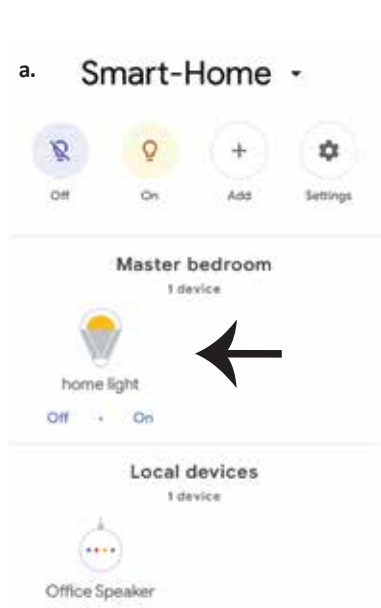 a. Smart-Home
Off On Add Settings
Master bedroom
1 device
home light
Off · On
Local devices
1 device
Office Speaker